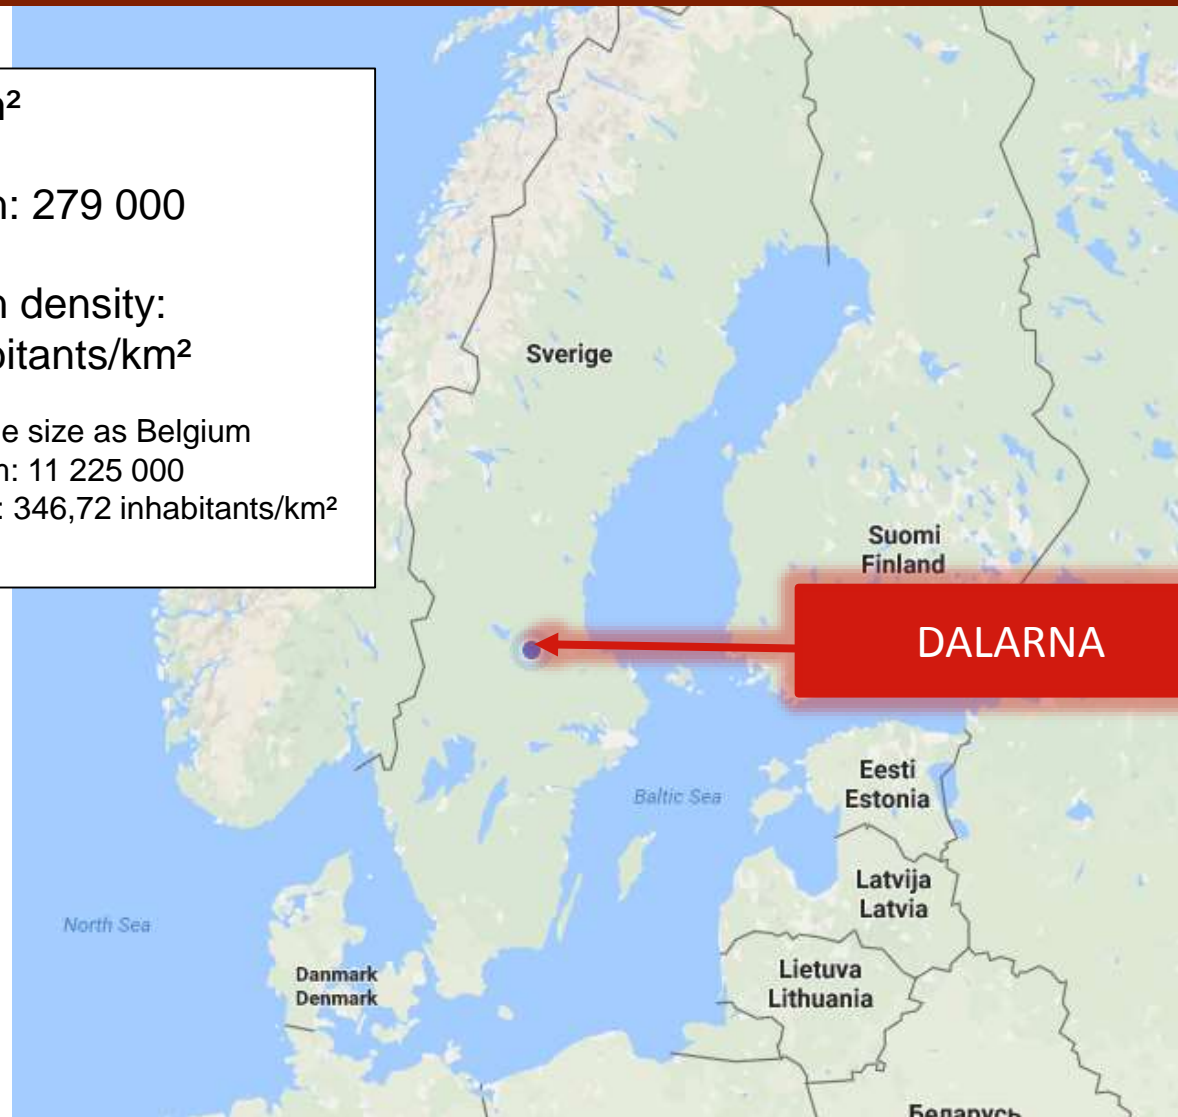 m²
n: 279 000
n density:
bitants/km²
e size as Belgium
n: 11 225 000
: 346,72 inhabitants/km²
Sverige
Suomi
Finland
DALARNA
Eesti
Estonia
Baltic Sea
Latvija
Latvia
North Sea
Lietuva
Lithuania
Danmark
Denmark
Беларусь